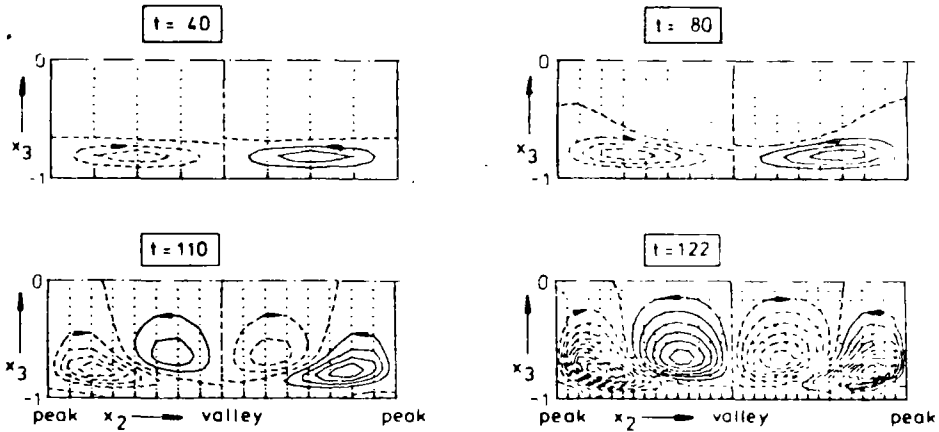 t = 40
t = 80
0
x3
-1
0
x3
-1
t = 110
t = 122
0
x3
-1
0
x3
-1
peak x2 valley peak
peak x2 valley peak